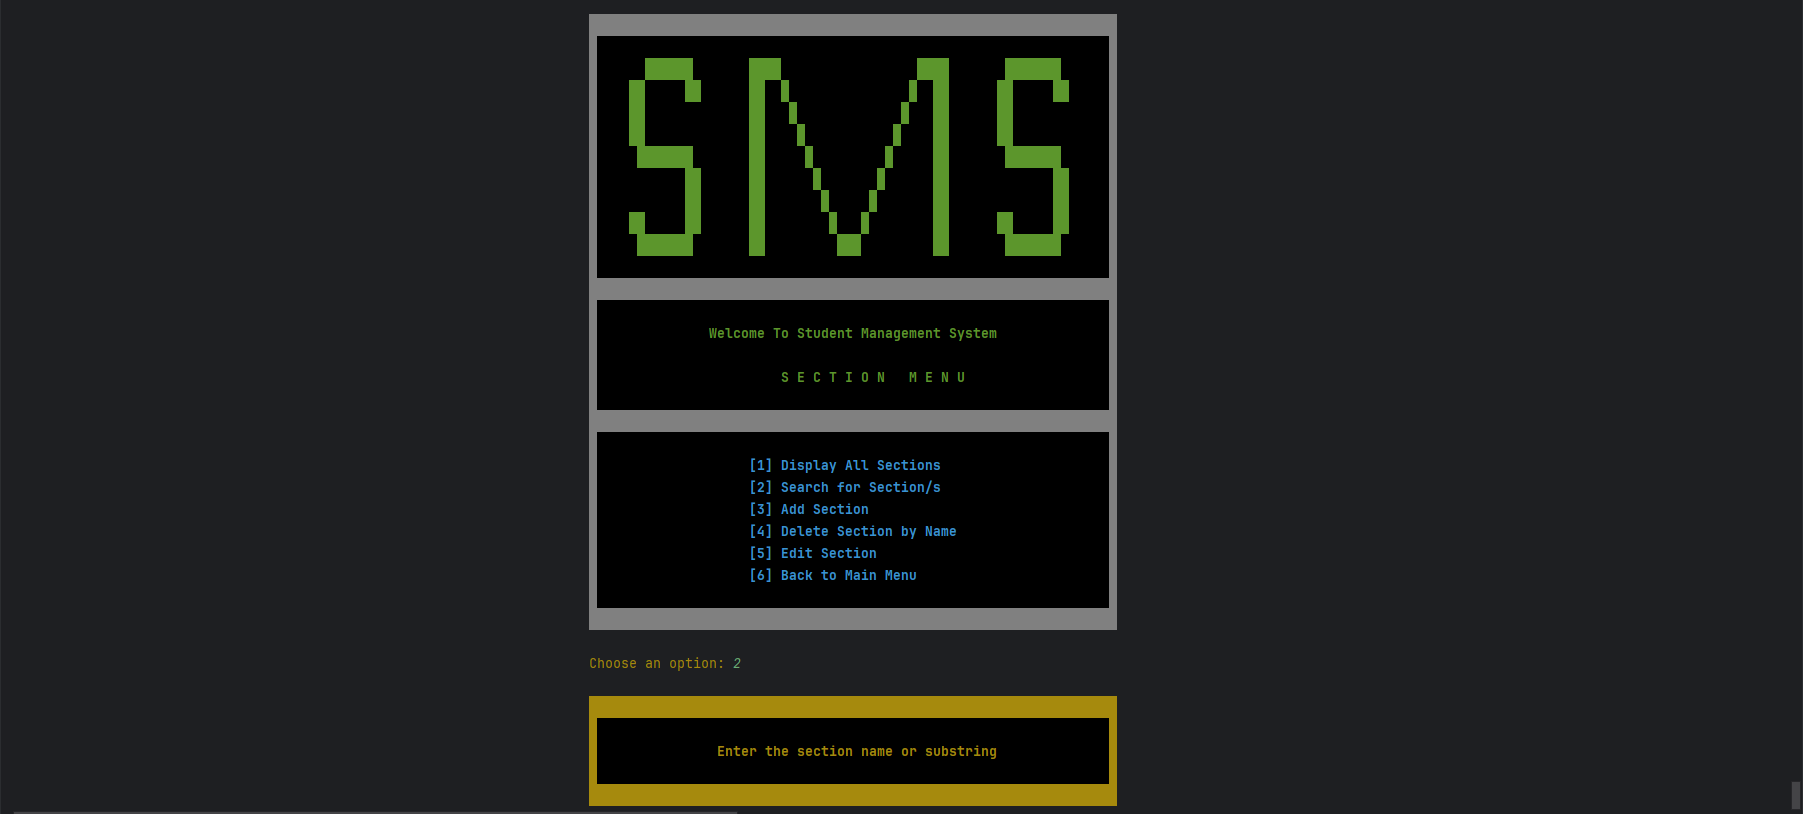 SMS
Welcome To Student Management System
S E C T I O N   M E N U
[1] Display All Sections
[2] Search for Section/s
[3] Add Section
[4] Delete Section by Name
[5] Edit Section
[6] Back to Main Menu
Choose an option: 2
Enter the section name or substring